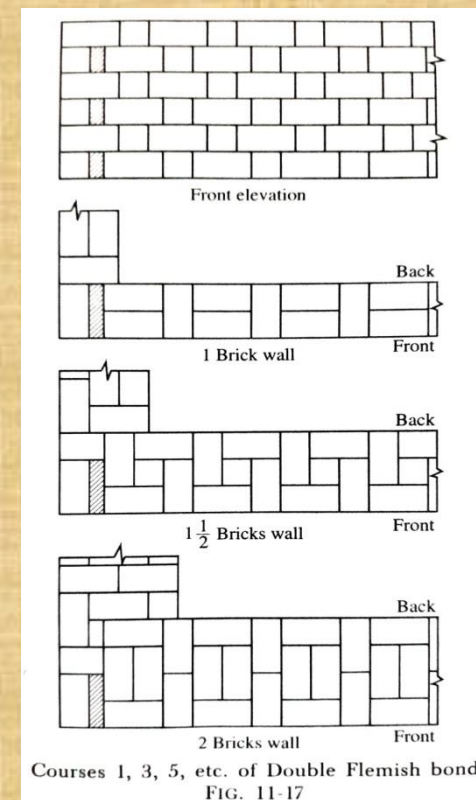 Front elevation
Back
1 Brick wall
Front
Back
1 1/2 Bricks wall
Front
Back
2 Bricks wall
Front
Courses 1, 3, 5, etc. of Double Flemish bond
FIG. 11-17